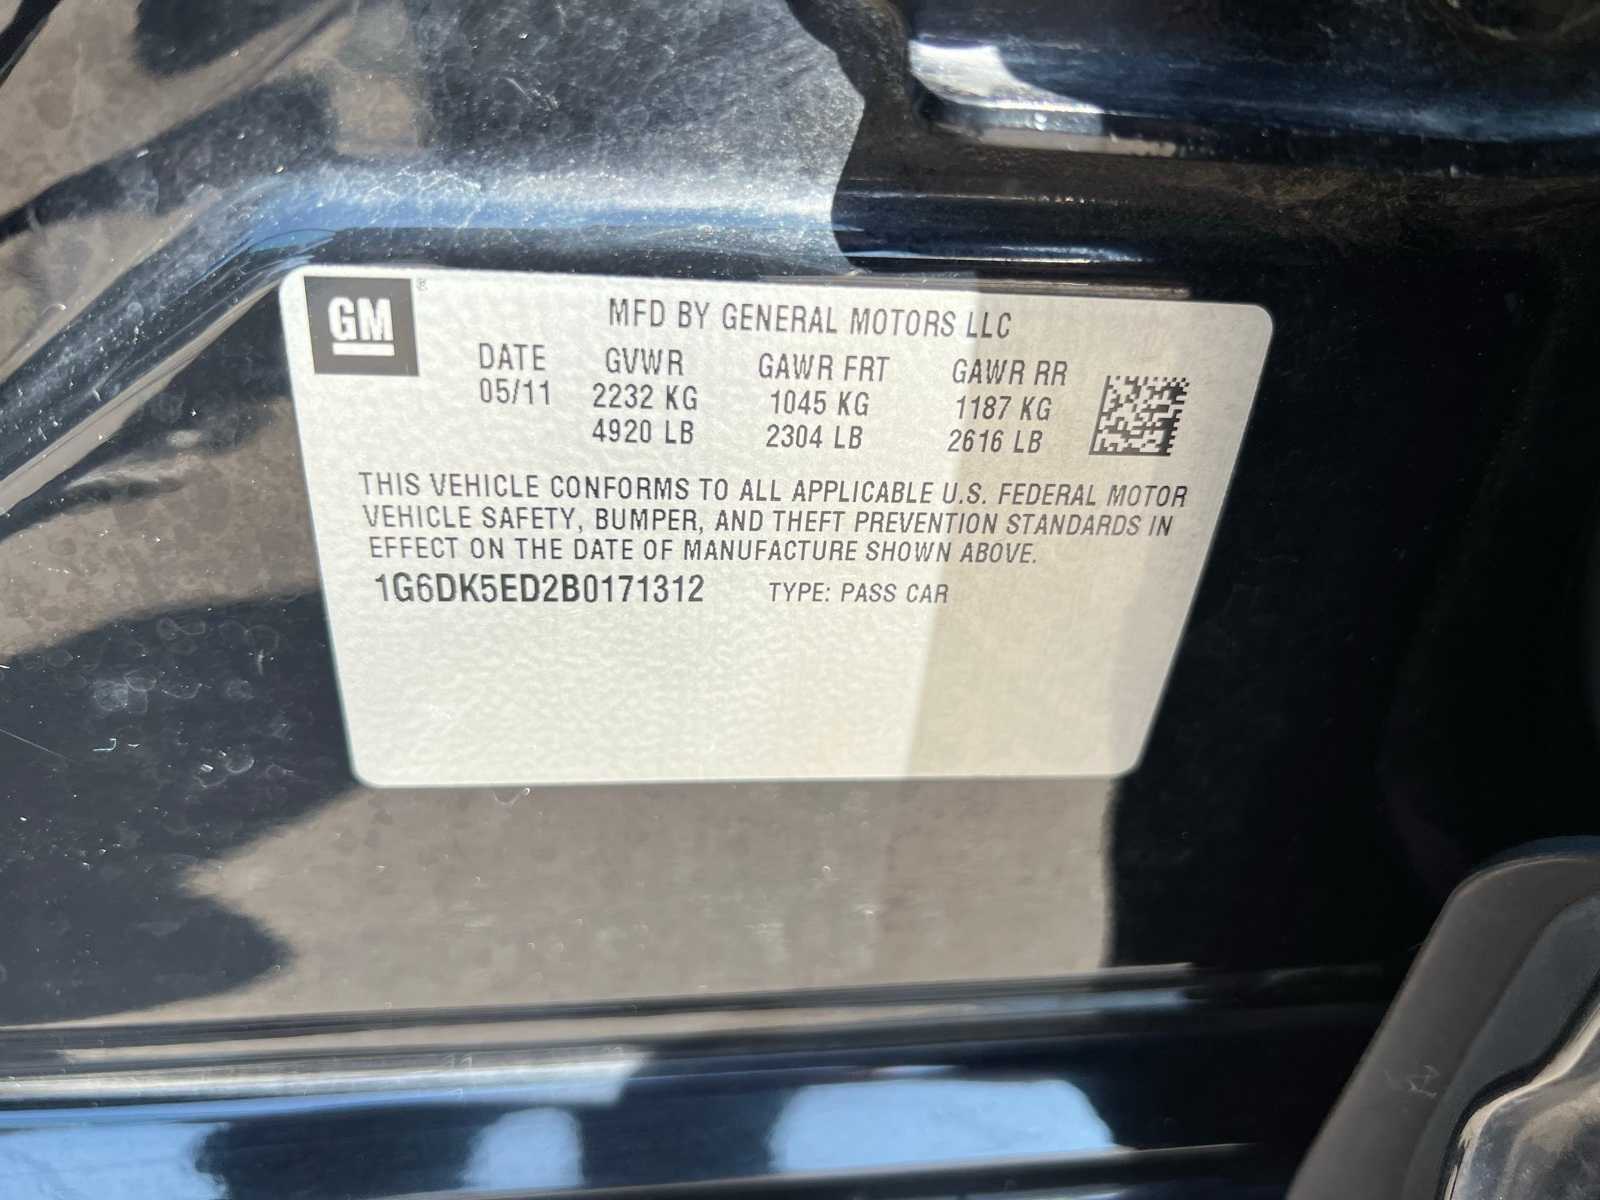 GM ®
MFD BY GENERAL MOTORS LLC
DATE GVWR GAWR FRT GAWR RR
05/11 2232 KG 1045 KG 1187 KG
4920 LB 2304 LB 2616 LB
THIS VEHICLE CONFORMS TO ALL APPLICABLE U.S. FEDERAL MOTOR
VEHICLE SAFETY, BUMPER, AND THEFT PREVENTION STANDARDS IN
EFFECT ON THE DATE OF MANUFACTURE SHOWN ABOVE.
1G6DK5ED2B0171312 TYPE: PASS CAR